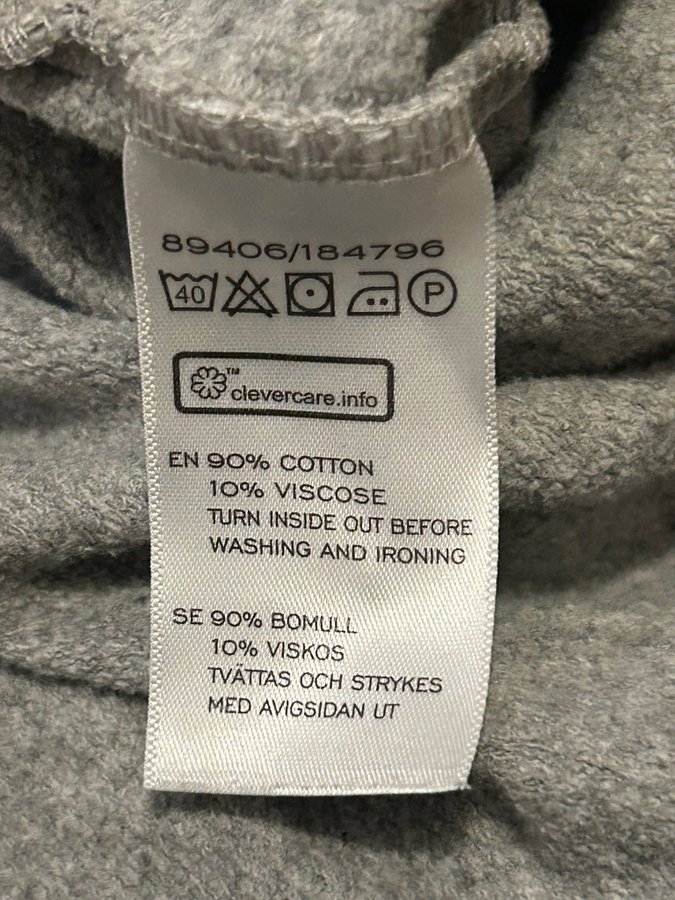 89406/184796
40 P
™ clevercare.info
EN 90% COTTON
10% VISCOSE
TURN INSIDE OUT BEFORE
WASHING AND IRONING
SE 90% BOMULL
10% VISKOS
TVÄTTAS OCH STRYKES
MED AVIGSIDAN UT